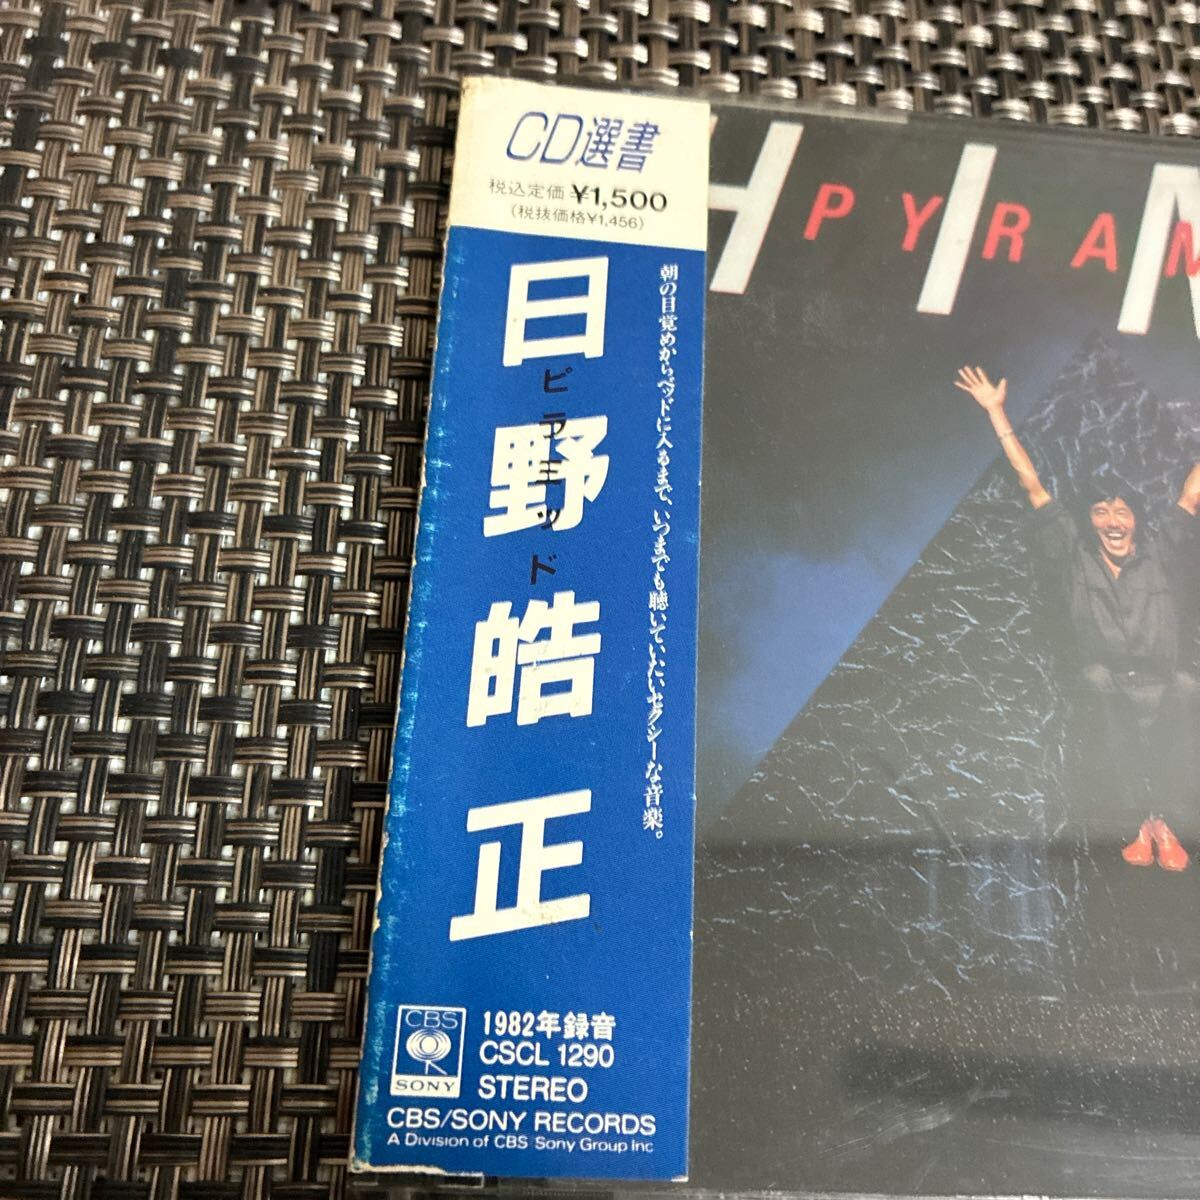 CD選書
税込定価 ¥1,500
(税抜価格¥1,456)
日野皓正
ピラミッド
朝の目覚めからベッドに入るまで、いつまでも聴いていたいセクシーな音楽。
CBS
SONY
1982年録音
CSCL 1290
STEREO
CBS/SONY RECORDS
A Division of CBS Sony Group Inc
H I
PYRAM